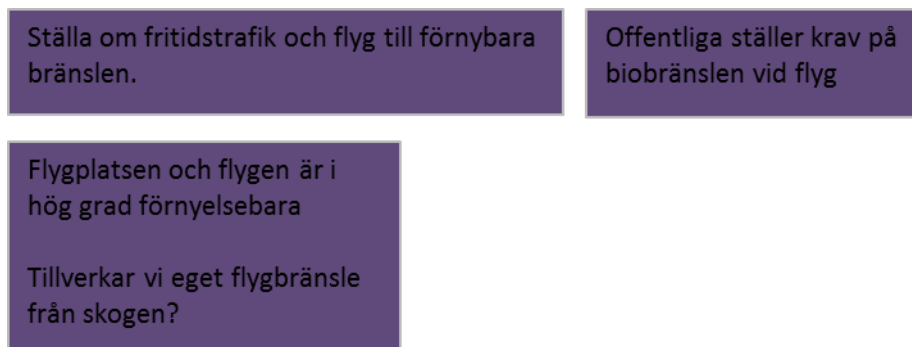 Ställa om fritidstrafik och flyg till förnybara
bränslen.
Offentliga ställer krav på
biobränslen vid flyg
Flygplatsen och flygen är i
hög grad förnyelsebara
Tillverkar vi eget flygbränsle
från skogen?